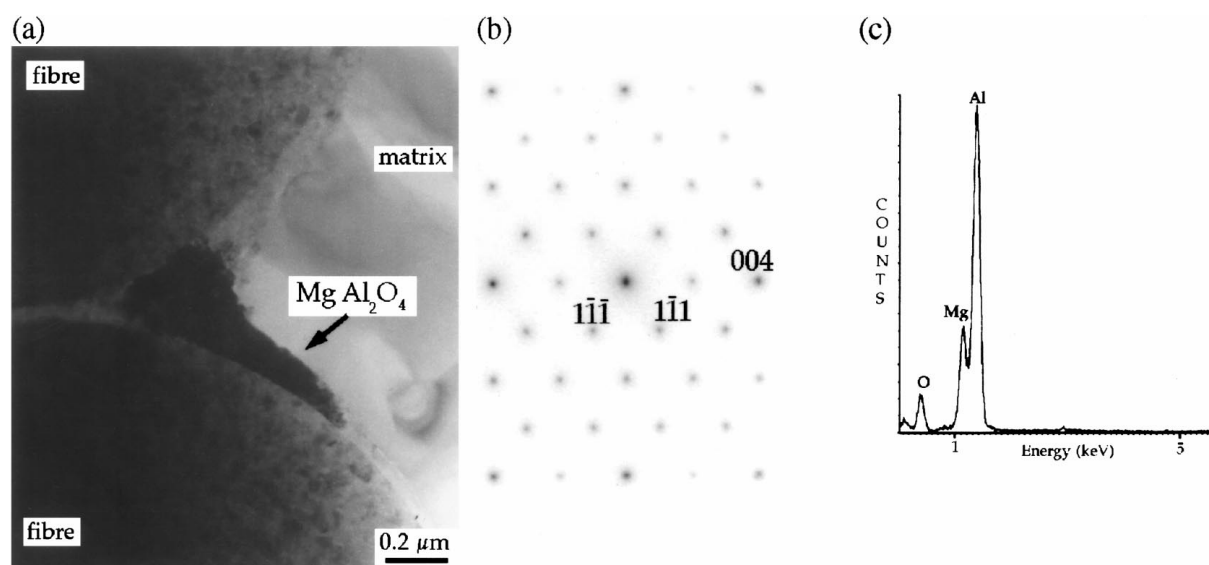 (a)
fibre
matrix
Mg Al₂O₄
fibre
0.2 μm
(b)
004
11̄1̄
11̄1
(c)
Al
Mg
O
COUNTS
1
5
Energy (keV)